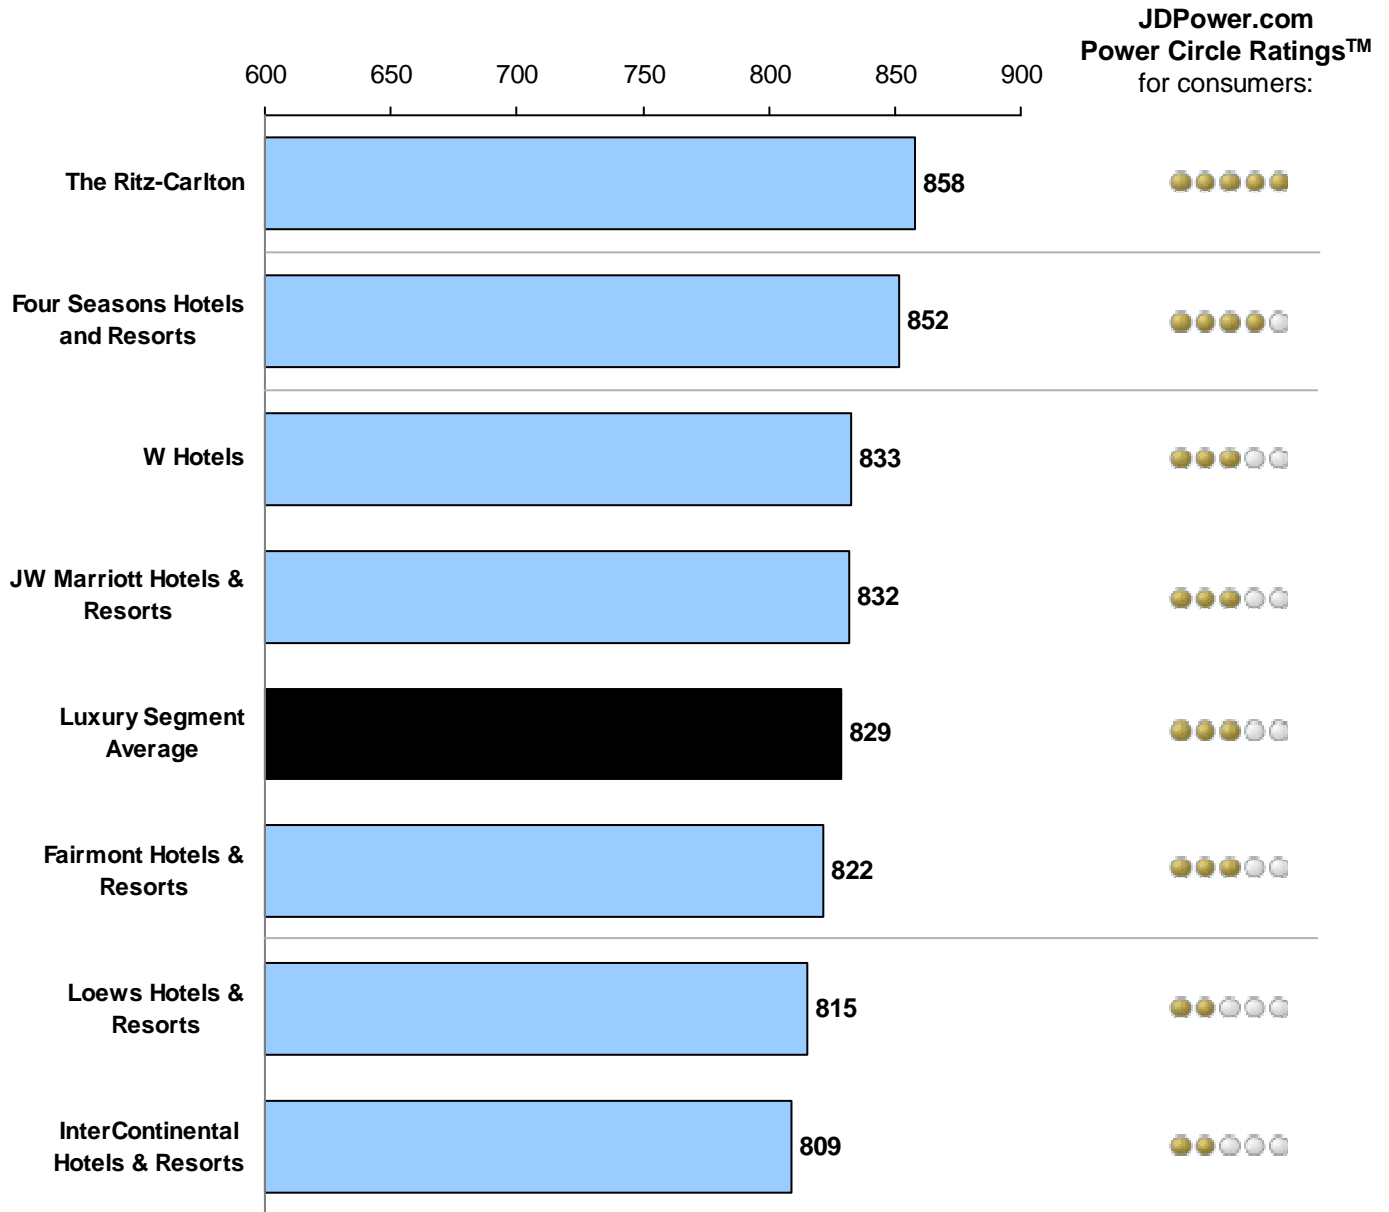 JDPower.com
Power Circle Ratings™
for consumers:
600 650 700 750 800 850 900
The Ritz-Carlton 858
Four Seasons Hotels
and Resorts
852
W Hotels 833
JW Marriott Hotels &
Resorts
832
Luxury Segment
Average
829
Fairmont Hotels &
Resorts
822
Loews Hotels &
Resorts
815
InterContinental
Hotels & Resorts
809